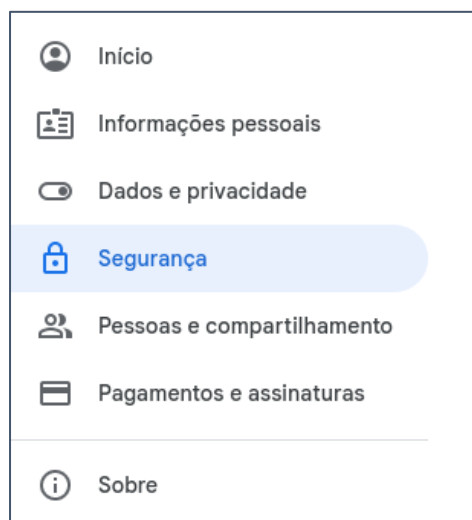 Início
Informações pessoais
Dados e privacidade
Segurança
Pessoas e compartilhamento
Pagamentos e assinaturas
Sobre